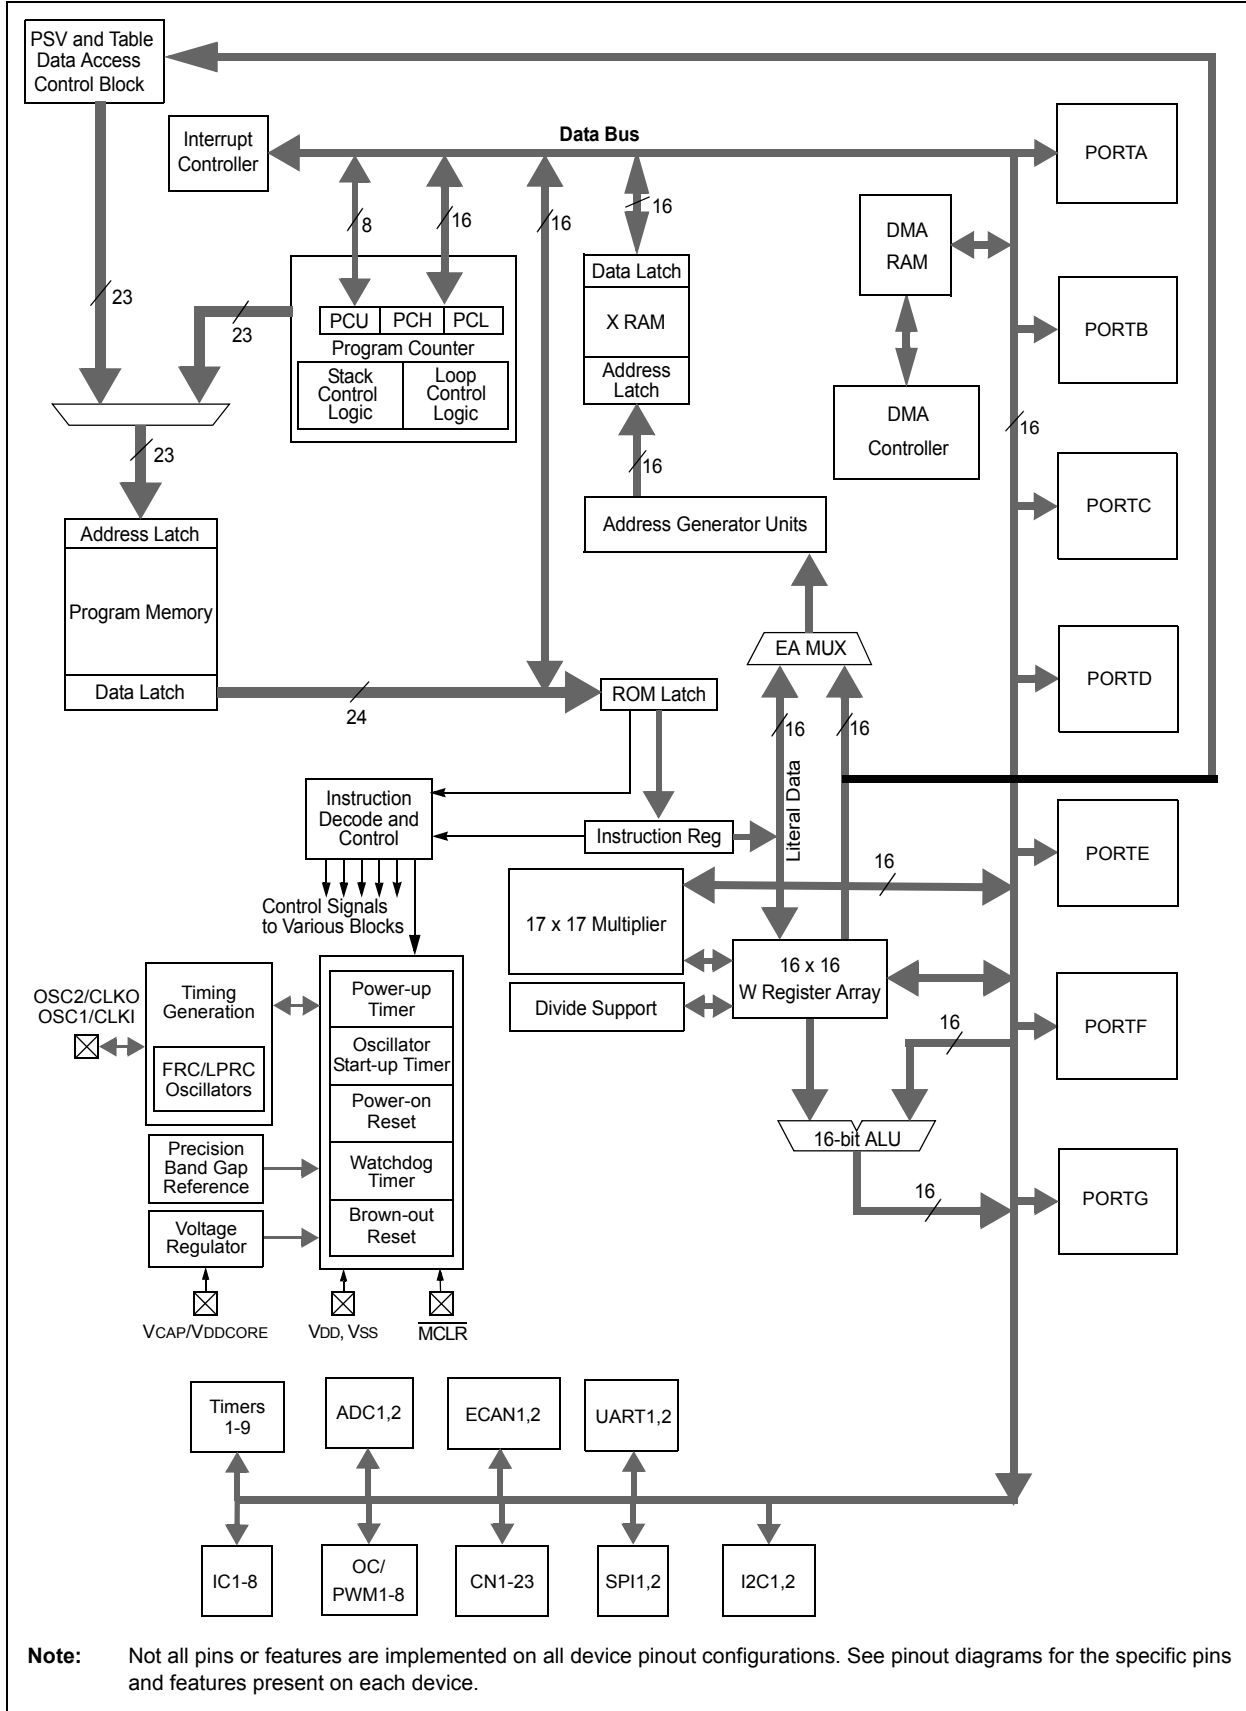 PSV and Table
Data Access
Control Block
Interrupt
Controller
Data Bus
PORTA
8
16
16
16
DMA
RAM
Data Latch
X RAM
Address
Latch
PCU
PCH
PCL
Program Counter
Stack
Control
Logic
Loop
Control
Logic
23
23
PORTB
DMA
Controller
16
23
16
PORTC
Address Latch
Program Memory
Data Latch
Address Generator Units
EA MUX
PORTD
24
ROM Latch
16
16
Literal Data
Instruction
Decode and
Control
Instruction Reg
PORTE
16
Control Signals
to Various Blocks
17 x 17 Multiplier
16 x 16
W Register Array
Divide Support
OSC2/CLKO
OSC1/CLKI
Timing
Generation
FRC/LPRC
Oscillators
Power-up
Timer
Oscillator
Start-up Timer
Power-on
Reset
Watchdog
Timer
Brown-out
Reset
16
PORTF
16-bit ALU
Precision
Band Gap
Reference
Voltage
Regulator
16
PORTG
VCAP/VDDCORE
VDD, VSS
MCLR
Timers
1-9
ADC1,2
ECAN1,2
UART1,2
IC1-8
OC/
PWM1-8
CN1-23
SPI1,2
I2C1,2
Note: Not all pins or features are implemented on all device pinout configurations. See pinout diagrams for the specific pins
and features present on each device.